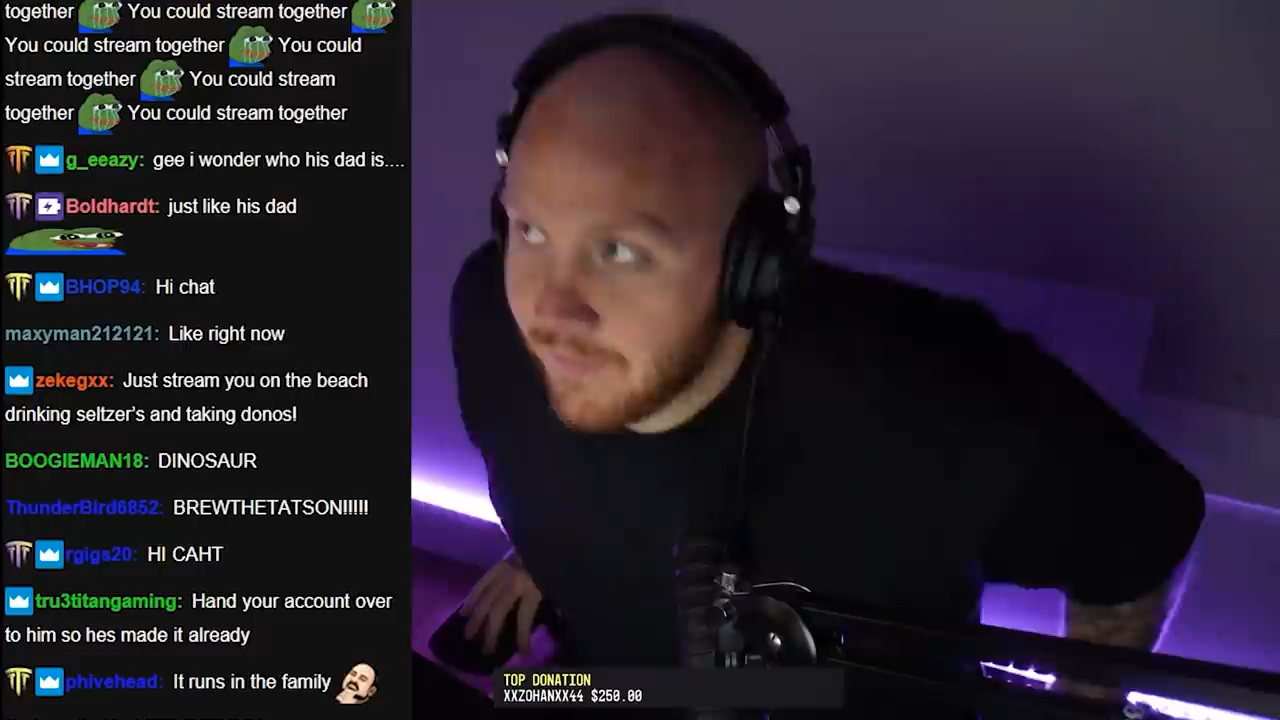 together You could stream together
You could stream together You could
stream together You could stream
together You could stream together
g_eeazy: gee i wonder who his dad is....
Boldhardt: just like his dad
BHOP94: Hi chat
maxyman212121: Like right now
zekegxx: Just stream you on the beach
drinking seltzer's and taking donos!
BOOGIEMAN18: DINOSAUR
ThunderBird6852: BREWTHETATSON!!!!!
rgigs20: HI CAHT
tru3titangaming: Hand your account over
to him so hes made it already
phivehead: It runs in the family
TOP DONATION
XXZOHANXX44 $250.00